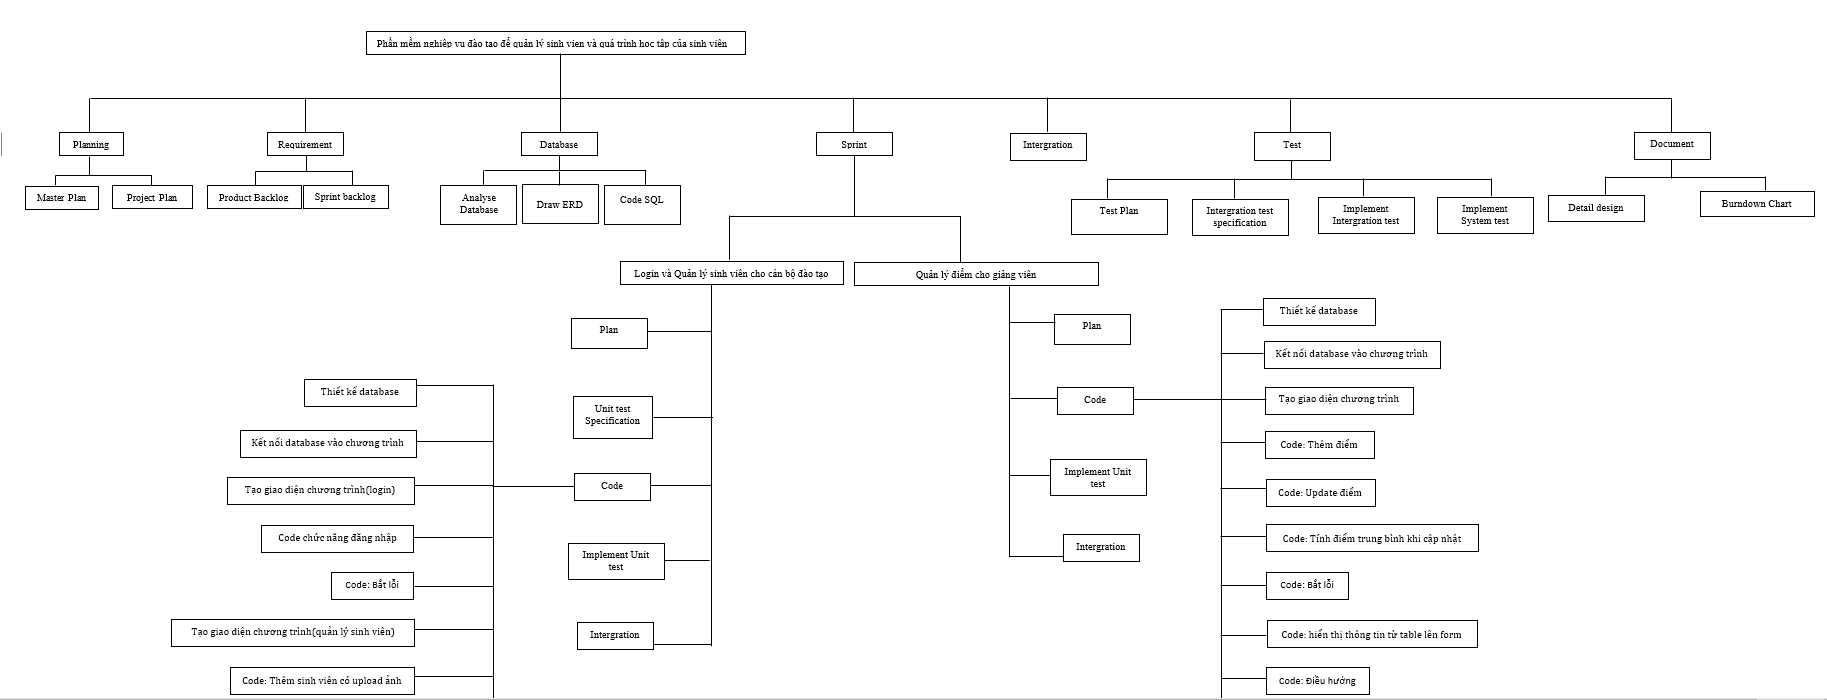 Phần mềm nghiệp vụ đào tạo để quản lý sinh viên và quá trình học tập của sinh viên
Planning
Requirement
Database
Sprint
Intergration
Test
Document
Master Plan
Project Plan
Product Backlog
Sprint backlog
Analyse
Database
Draw ERD
Code SQL
Test Plan
Intergration test
specification
Implement
Intergration test
Implement
System test
Detail design
Burndown Chart
Login và Quản lý sinh viên cho cán bộ đào tạo
Quản lý điểm cho giảng viên
Plan
Unit test
Specification
Code
Implement Unit
test
Intergration
Thiết kế database
Kết nối database vào chương trình
Tạo giao diện chương trình(login)
Code chức năng đăng nhập
Code: Bắt lỗi
Tạo giao diện chương trình(quản lý sinh viên)
Code: Thêm sinh viên có upload ảnh
Plan
Code
Implement Unit
test
Intergration
Thiết kế database
Kết nối database vào chương trình
Tạo giao diện chương trình
Code: Thêm điểm
Code: Update điểm
Code: Tính điểm trung bình khi cập nhật
Code: Bắt lỗi
Code: hiển thị thông tin từ table lên form
Code: Điều hướng